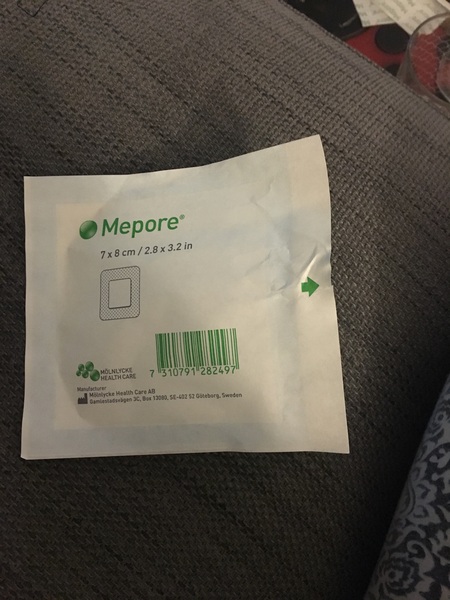 Mepore®
7 x 8 cm / 2.8 x 3.2 in
7 310791 282497
MÖLNLYCKE
HEALTH CARE
Manufacturer
Mölnlycke Health Care AB
Gamlestadsvägen 3C, Box 13080, SE-402 52 Göteborg, Sweden